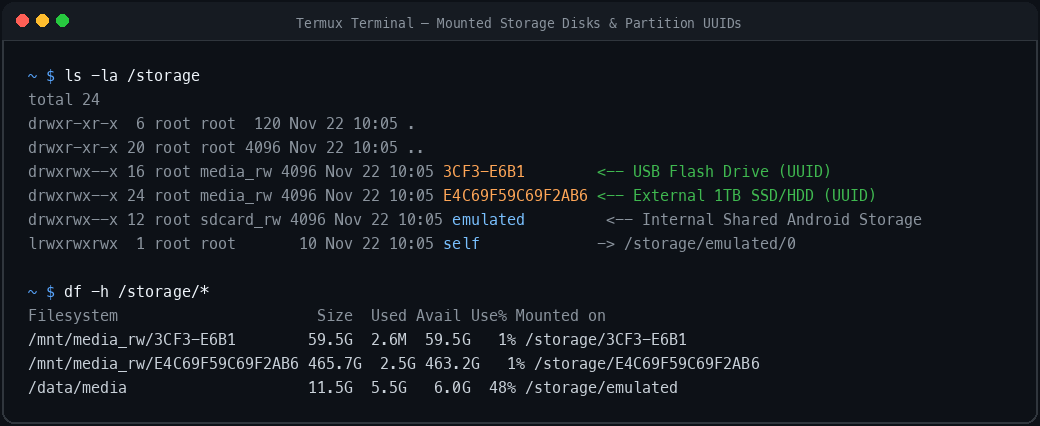 Termux Terminal — Mounted Storage Disks & Partition UUIDs
~ $ ls -la /storage
total 24
drwxr-xr-x  6 root root  120 Nov 22 10:05 .
drwxr-xr-x 20 root root 4096 Nov 22 10:05 ..
drwxrwx--x 16 root media_rw 4096 Nov 22 10:05 3CF3-E6B1        <-- USB Flash Drive (UUID)
drwxrwx--x 24 root media_rw 4096 Nov 22 10:05 E4C69F59C69F2AB6 <-- External 1TB SSD/HDD (UUID)
drwxrwx--x 12 root sdcard_rw 4096 Nov 22 10:05 emulated         <-- Internal Shared Android Storage
lrwxrwxrwx  1 root root       10 Nov 22 10:05 self             -> /storage/emulated/0
~ $ df -h /storage/*
Filesystem                      Size  Used Avail Use% Mounted on
/mnt/media_rw/3CF3-E6B1        59.5G  2.6M  59.5G   1% /storage/3CF3-E6B1
/mnt/media_rw/E4C69F59C69F2AB6 465.7G  2.5G 463.2G   1% /storage/E4C69F59C69F2AB6
/data/media                    11.5G  5.5G   6.0G  48% /storage/emulated